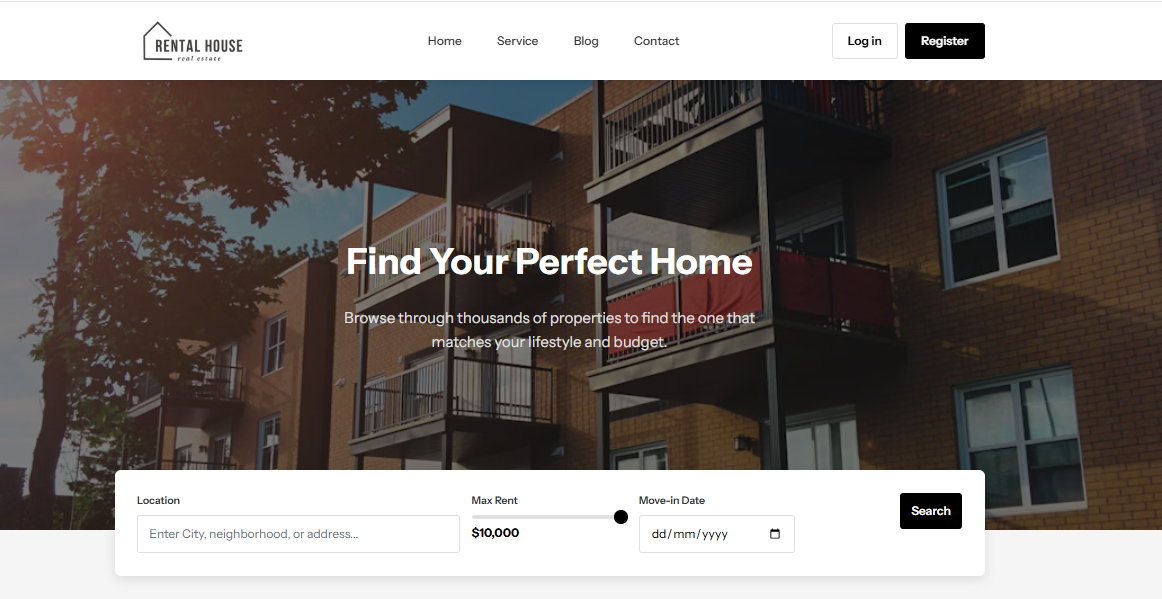 RENTAL HOUSE
real estate
Home
Service
Blog
Contact
Log in
Register
Find Your Perfect Home
Browse through thousands of properties to find the one that
matches your lifestyle and budget.
Location
Enter City, neighborhood, or address...
Max Rent
$10,000
Move-in Date
dd/mm/yyyy
Search